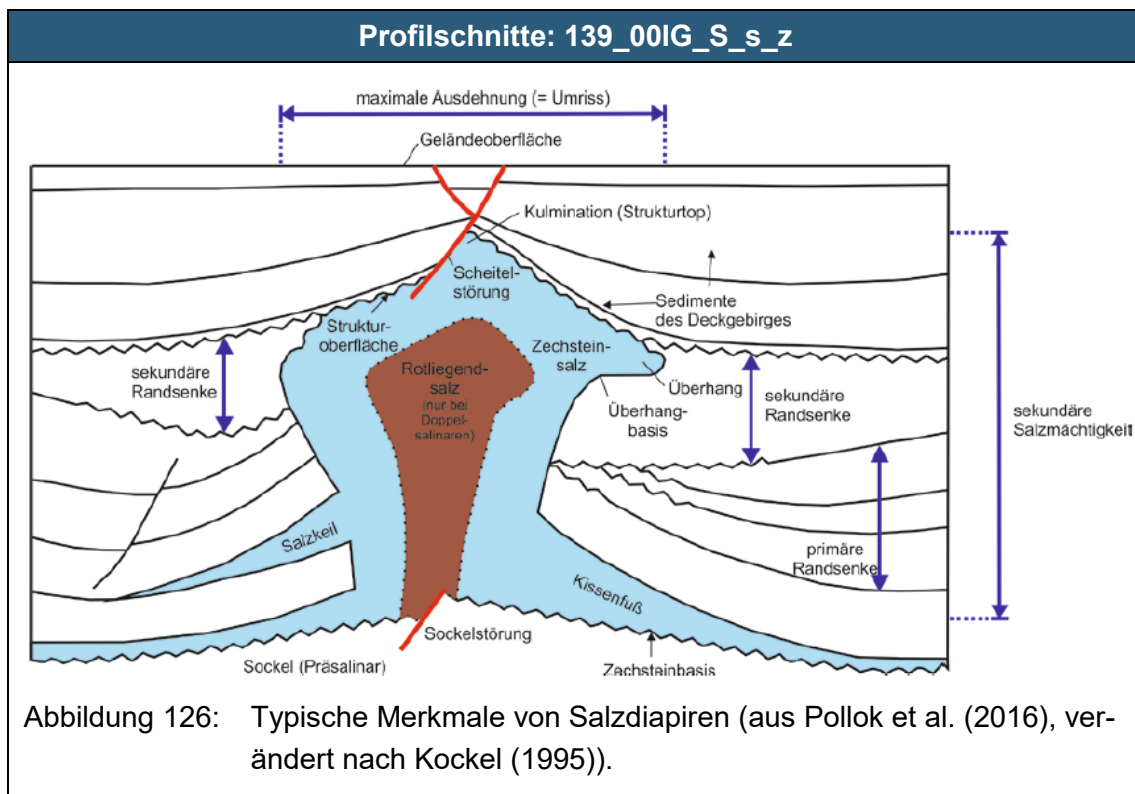 Profilschnitte: 139_00IG_S_s_z
maximale Ausdehnung (= Umriss)
Geländeoberfläche
Kulmination (Strukturtop)
Scheitel-
störung
Sedimente
des Deckgebirges
Struktur-
oberfläche
Zechstein-
salz
sekundäre
Randsenke
Rotliegend-
salz
(nur bei
Doppel-
salinaren)
Überhang
Überhang-
basis
sekundäre
Randsenke
sekundäre
Salzmächtigkeit
primäre
Randsenke
Salzkeil
Kissenfuß
Sockelstörung
Sockel (Präsalinar)
Zechsteinbasis
Abbildung 126: Typische Merkmale von Salzdiapiren (aus Pollok et al. (2016), ver-
ändert nach Kockel (1995)).